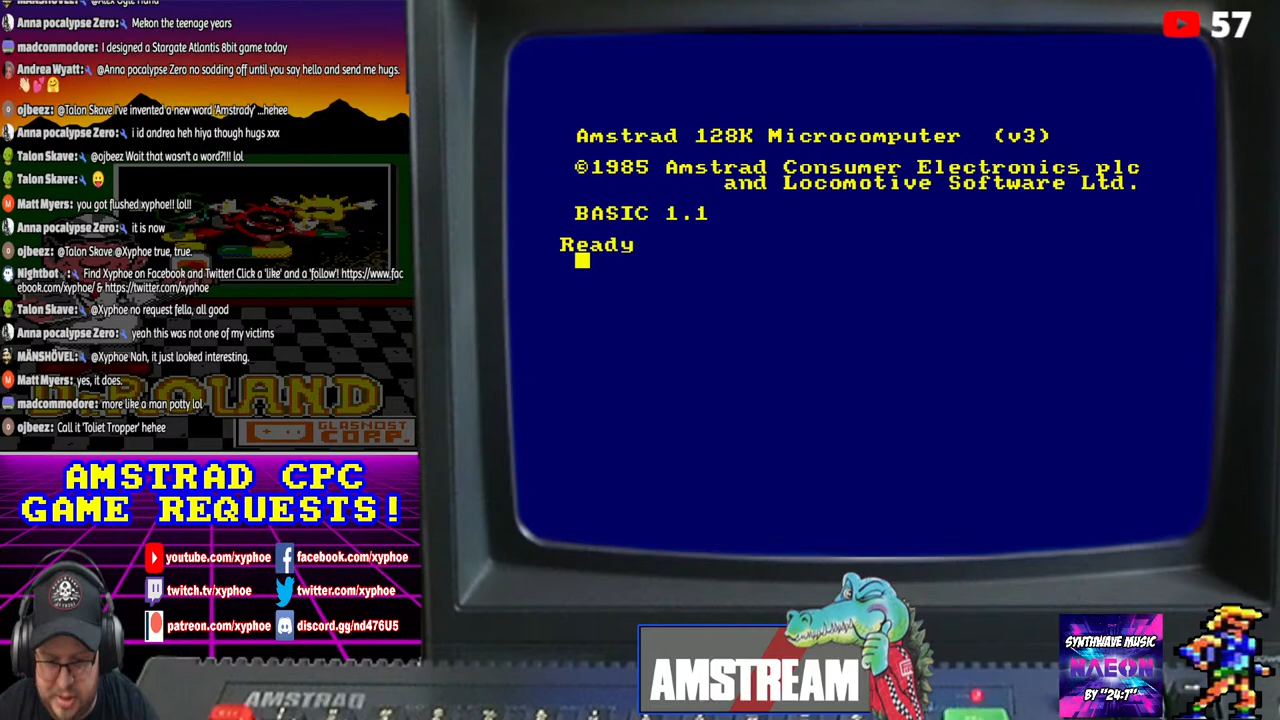 Anna pocalypse Zero: Mekon the teenage years
madcommodore: I designed a Stargate Atlantis 8bit game today
Andrea Wyatt: @Anna pocalypse Zero no sodding off until you say hello and send me hugs.
ojbeez: @Talon Skave I've invented a new word 'Amstrady' ...hehee
Anna pocalypse Zero: i id andrea heh hiya though hugs xxx
Talon Skave: @ojbeez Wait that wasn't a word?!!! lol
Talon Skave:
Matt Myers: you got flushed xyphoe!! lol!!
Anna pocalypse Zero: it is now
ojbeez: @Talon Skave @Xyphoe true, true.
Nightbot: Find Xyphoe on Facebook and Twitter! Click a 'like' and a 'follow'! https://www.fac
ebook.com/xyphoe/ & https://twitter.com/xyphoe
Talon Skave: @Xyphoe no request fella, all good
Anna pocalypse Zero: yeah this was not one of my victims
MÄNSHÖVEL: @Xyphoe Nah, it just looked interesting.
Matt Myers: yes, it does.
madcommodore: more like a man potty lol
ojbeez: Call it 'Toliet Tropper' hehee
ROLAND
GLASNOST
CORP.
AMSTRAD CPC
GAME REQUESTS!
youtube.com/xyphoe
facebook.com/xyphoe
twitch.tv/xyphoe
twitter.com/xyphoe
patreon.com/xyphoe
discord.gg/nd476U5
57
Amstrad 128K Microcomputer (v3)
©1985 Amstrad Consumer Electronics plc
and Locomotive Software Ltd.
BASIC 1.1
Ready
AMSTRAD
AMSTREAM
SYNTHWAVE MUSIC
NAEON
BY "24:7"